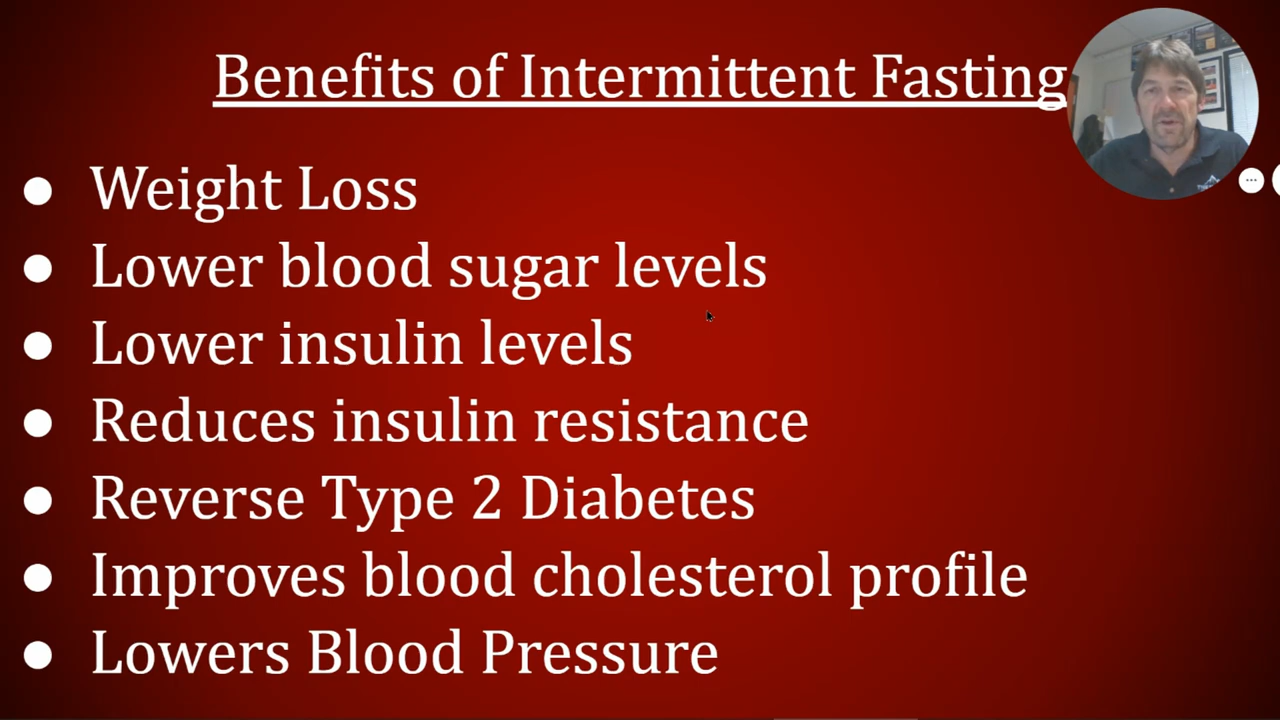 Benefits of Intermittent Fasting
● Weight Loss
● Lower blood sugar levels
● Lower insulin levels
● Reduces insulin resistance
● Reverse Type 2 Diabetes
● Improves blood cholesterol profile
● Lowers Blood Pressure